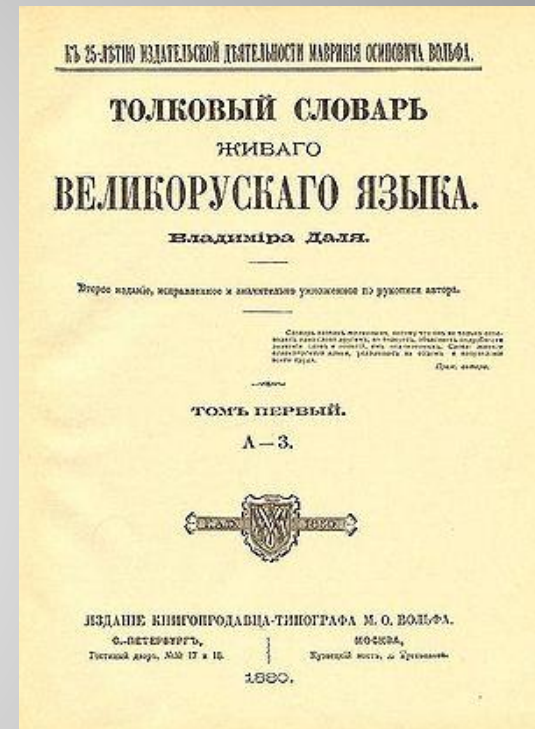 КЪ 25-ЛѢТІЮ ИЗДАТЕЛЬСКОЙ ДѢЯТЕЛЬНОСТИ МАВРИКІЯ ОСИПОВИЧА ВОЛЬФА.
ТОЛКОВЫЙ СЛОВАРЬ
ЖИВАГО
ВЕЛИКОРУСКАГО ЯЗЫКА.
Владиміра Даля.
Второе изданіе, исправленное и значительно умноженное по рукописи автора.
Прим. автора.
ТОМЪ ПЕРВЫЙ.
А — З.
ИЗДАНІЕ КНИГОПРОДАВЦА-ТИПОГРАФА М. О. ВОЛЬФА.
С.-ПЕТЕРБУРГЪ,
Гостиный дворъ, №№ 17 и 18.
МОСКВА,
Кузнецкій мостъ, д.
1880.